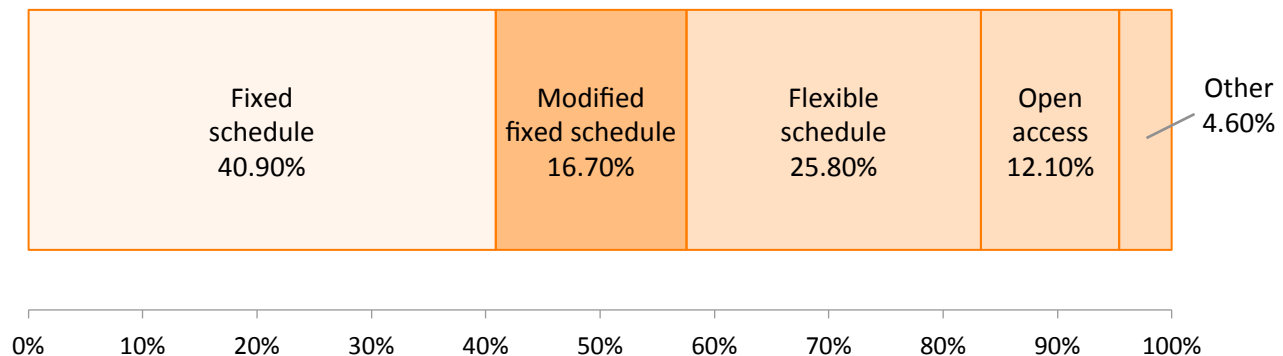 Fixed
schedule
40.90%
Modified
fixed schedule
16.70%
Flexible
schedule
25.80%
Open
access
12.10%
Other
4.60%
0% 10% 20% 30% 40% 50% 60% 70% 80% 90% 100%